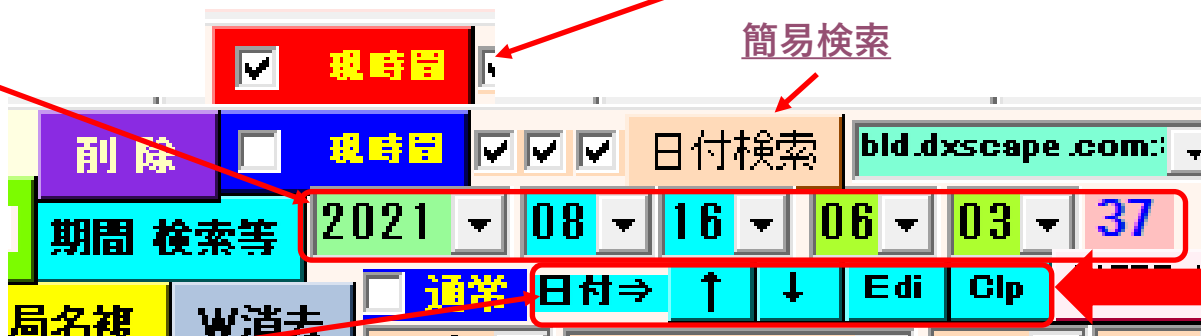 現時間
簡易検索
削除 現時間 日付検索 bld.dxscape.com:
期間 検索等 2021 08 16 06 03 37
通常 日付⇒ ↑ ↓ Edi Clp
局名複 W消去